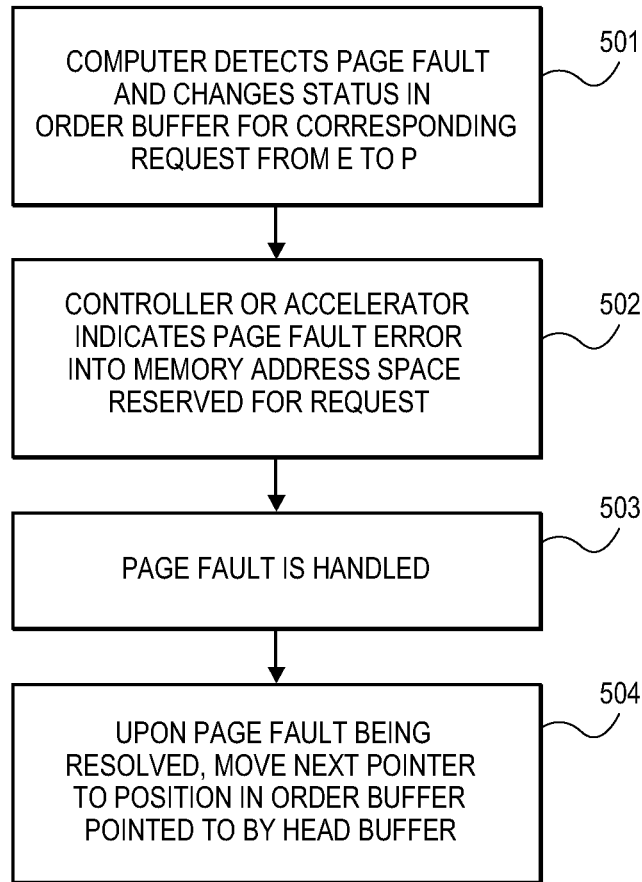 COMPUTER DETECTS PAGE FAULT
AND CHANGES STATUS IN
ORDER BUFFER FOR CORRESPONDING
REQUEST FROM E TO P
501
CONTROLLER OR ACCELERATOR
INDICATES PAGE FAULT ERROR
INTO MEMORY ADDRESS SPACE
RESERVED FOR REQUEST
502
PAGE FAULT IS HANDLED
503
UPON PAGE FAULT BEING
RESOLVED, MOVE NEXT POINTER
TO POSITION IN ORDER BUFFER
POINTED TO BY HEAD BUFFER
504